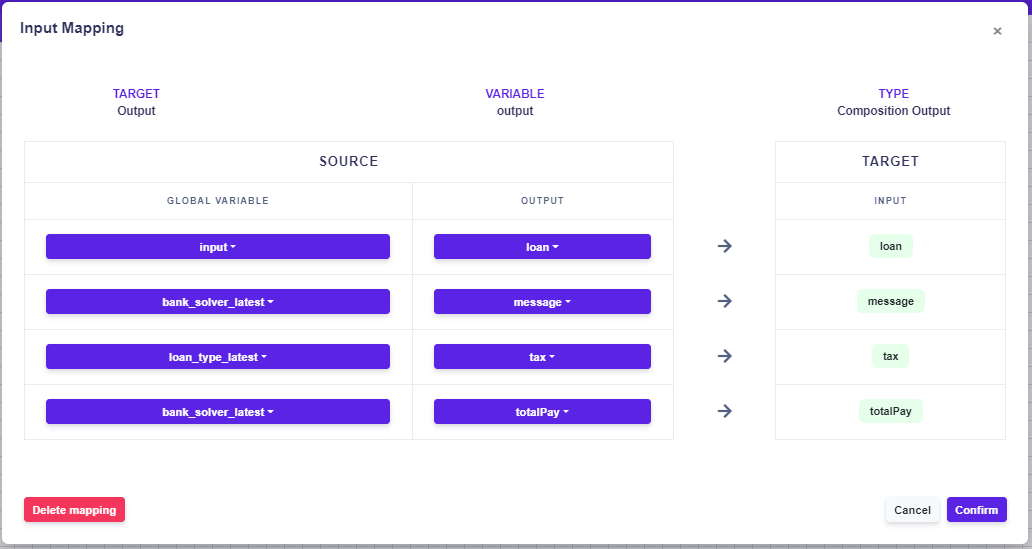 Input Mapping
×
TARGET VARIABLE TYPE
Output output Composition Output
SOURCE TARGET
GLOBAL VARIABLE OUTPUT INPUT
input loan loan
bank_solver_latest message message
loan_type_latest tax tax
bank_solver_latest totalPay totalPay
Delete mapping Cancel Confirm